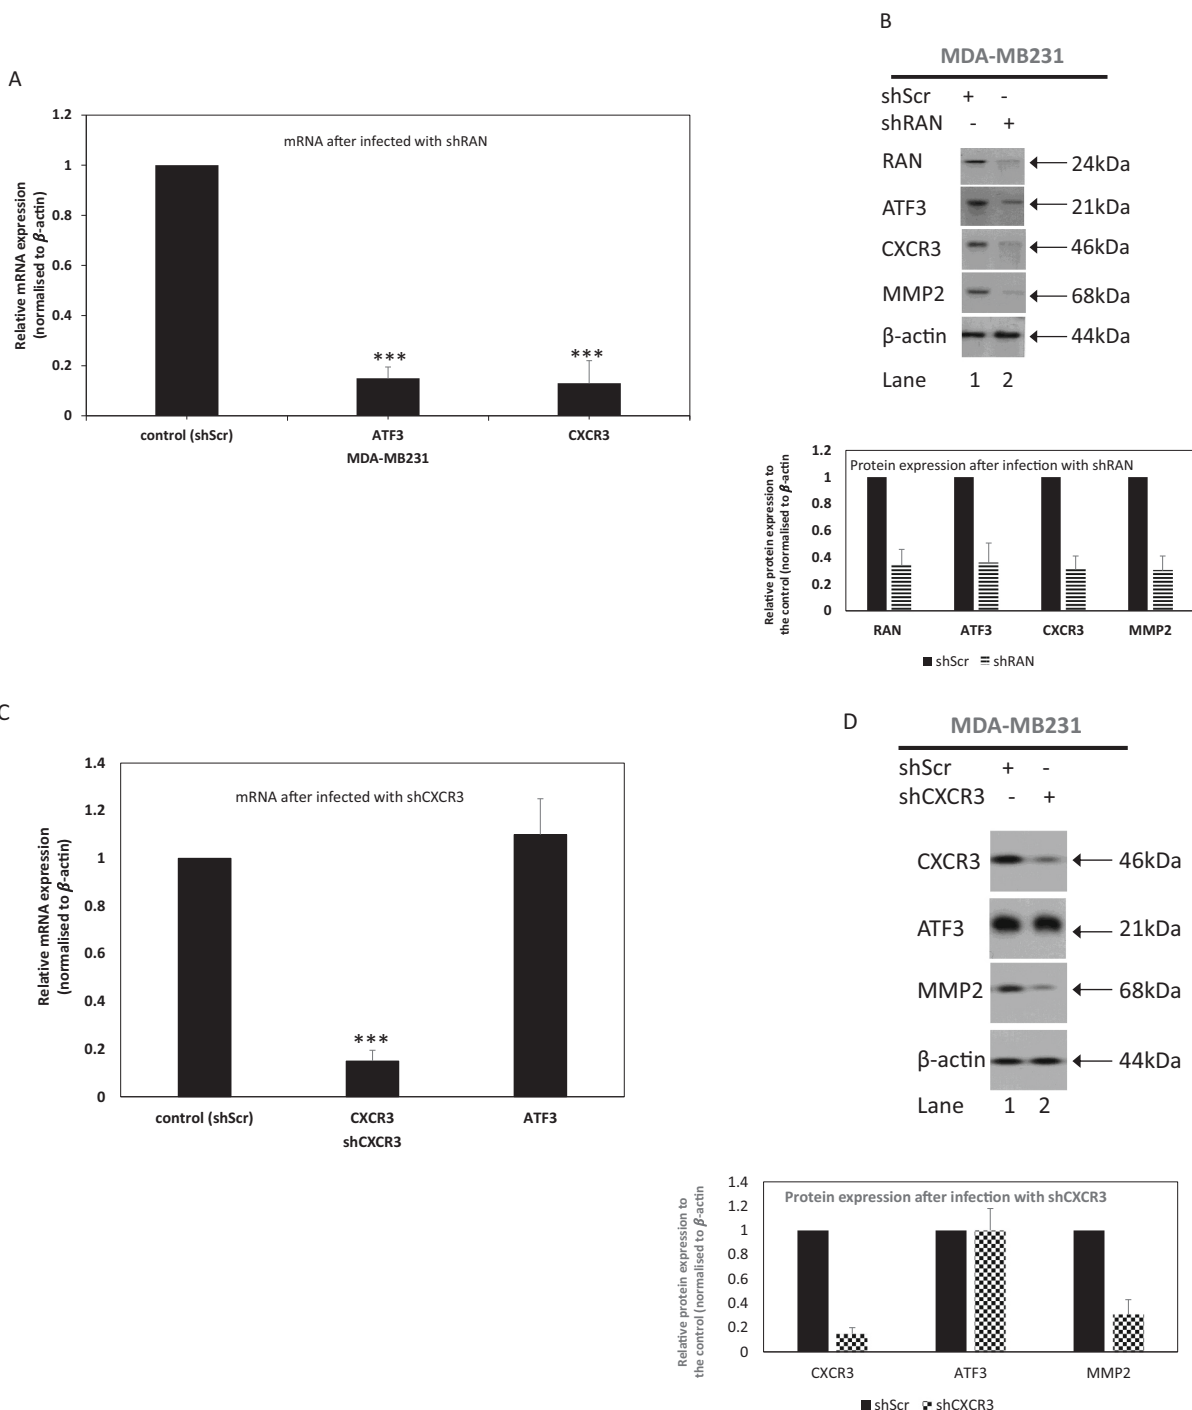 A
1.2
1
0.8
0.6
0.4
0.2
0
Relative mRNA expression
(normalised to β-actin)
mRNA after infected with shRAN
***
***
control (shScr)
ATF3
CXCR3
MDA-MB231
B
MDA-MB231
shScr + -
shRAN - +
RAN 24kDa
ATF3 21kDa
CXCR3 46kDa
MMP2 68kDa
β-actin 44kDa
Lane 1 2
1.2
1
0.8
0.6
0.4
0.2
0
Relative protein expression to
the control (normalised to β-actin
Protein expression after infection with shRAN
RAN
ATF3
CXCR3
MMP2
shScr shRAN
C
1.4
1.2
1
0.8
0.6
0.4
0.2
0
Relative mRNA expression
(normalised to β-actin)
mRNA after infected with shCXCR3
***
control (shScr)
CXCR3
ATF3
shCXCR3
D
MDA-MB231
shScr + -
shCXCR3 - +
CXCR3 46kDa
ATF3 21kDa
MMP2 68kDa
β-actin 44kDa
Lane 1 2
1.4
1.2
1
0.8
0.6
0.4
0.2
0
Relative protein expression to
the control (normalised to β-actin
Protein expression after infection with shCXCR3
CXCR3
ATF3
MMP2
shScr shCXCR3